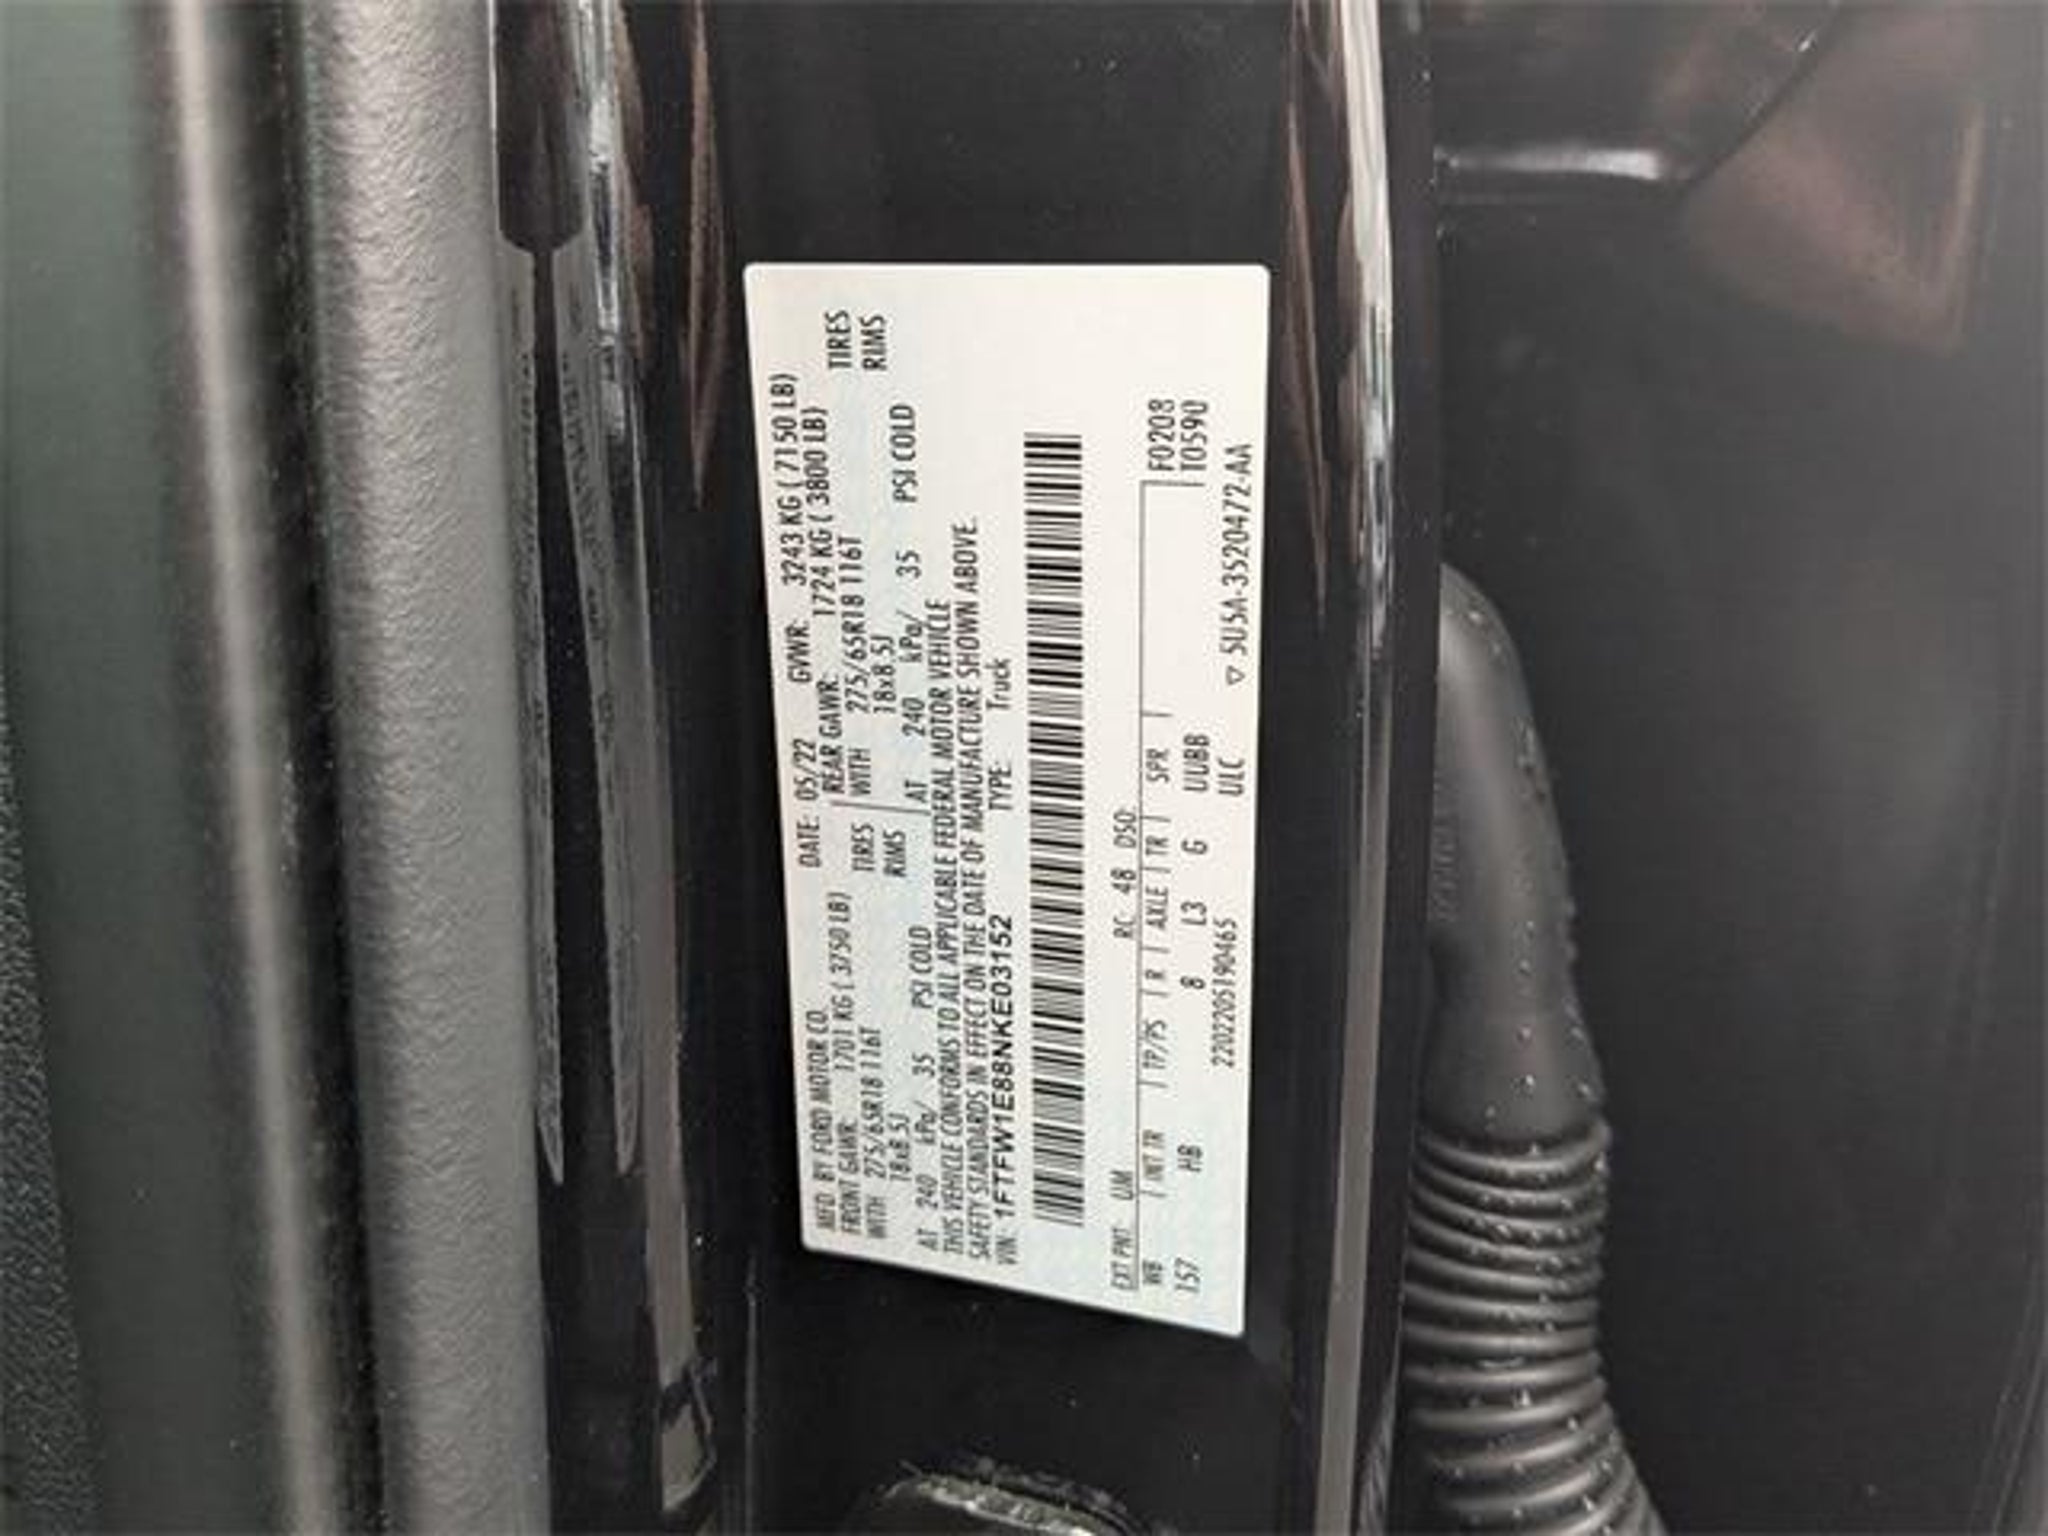 MFD. BY FORD MOTOR CO. DATE: 05/22 GVWR: 3243 KG ( 7150 LB)
FRONT GAWR: 1701 KG ( 3750 LB) REAR GAWR: 1724 KG ( 3800 LB)
WITH 275/65R18 116T TIRES WITH 275/65R18 116T TIRES
18x8.5J RIMS 18x8.5J RIMS
AT 240 kPa/ 35 PSI COLD AT 240 kPa/ 35 PSI COLD
THIS VEHICLE CONFORMS TO ALL APPLICABLE FEDERAL MOTOR VEHICLE
SAFETY STANDARDS IN EFFECT ON THE DATE OF MANUFACTURE SHOWN ABOVE.
VIN: 1FTFW1E88NKE03152 TYPE: Truck
EXT PNT: UM RC: 48 DSO: F0208
WB INT TR TP/PS R AXLE TR SPR T0590
157 HB 8 L3 G UUBB
2202205190465 ULC ▽ 5U5A-3520472-AA